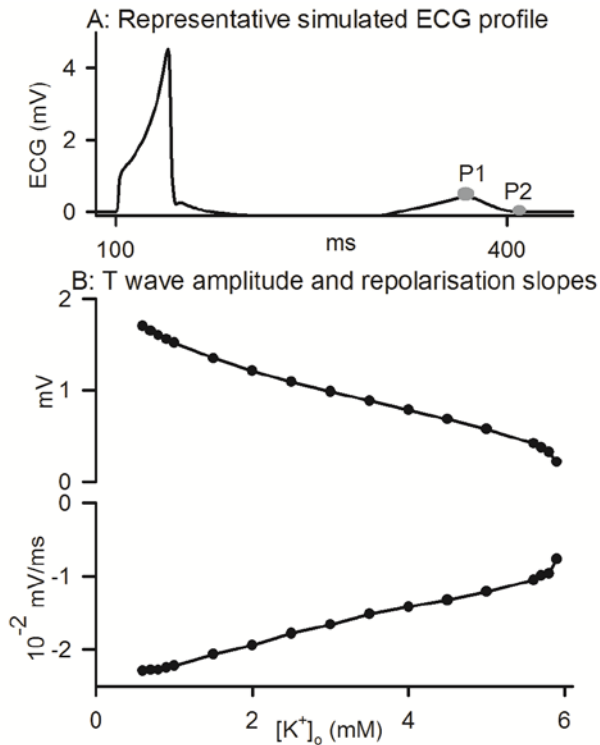 A: Representative simulated ECG profile
4
2
0
ECG (mV)
P1
P2
100
ms
400
B: T wave amplitude and repolarisation slopes
2
1
0
mV
0
-1
-2
10⁻² mV/ms
0
2
4
6
[K⁺]ₒ (mM)